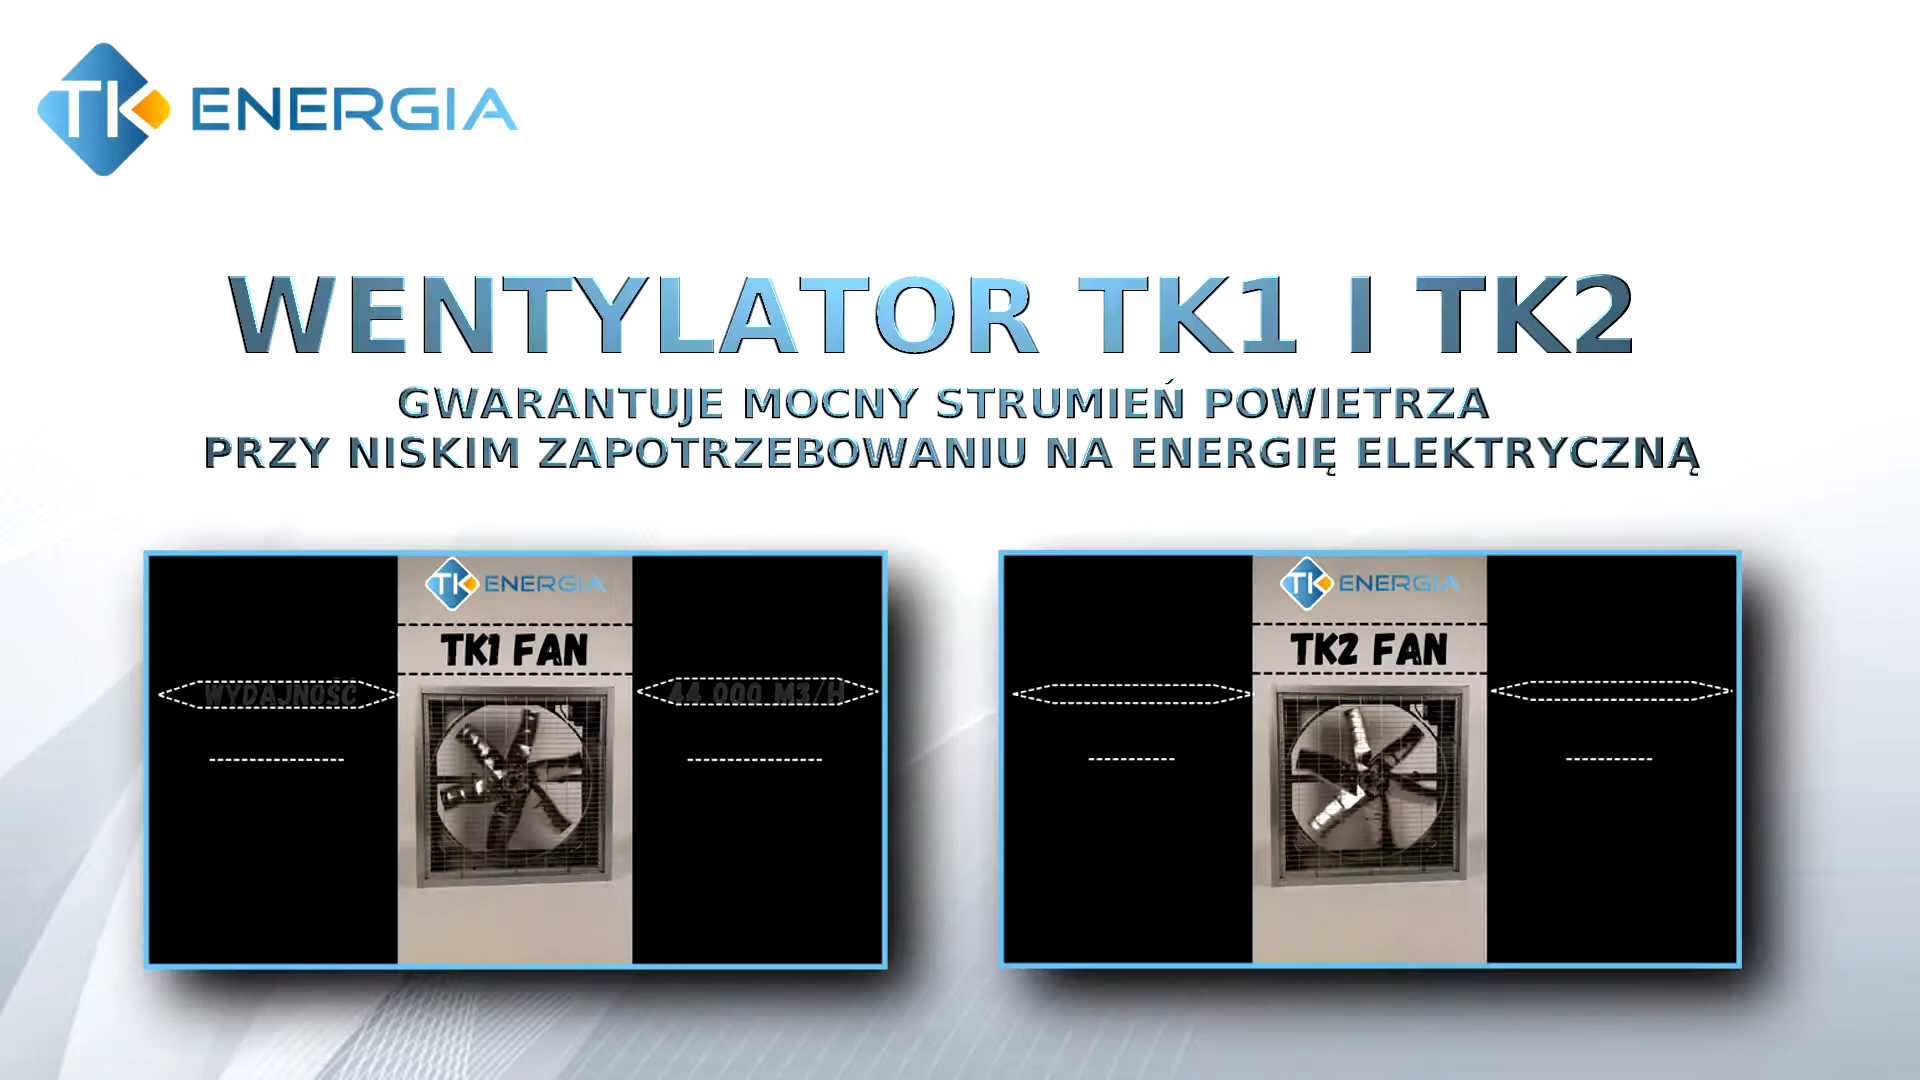 TK ENERGIA
WENTYLATOR TK1 I TK2
GWARANTUJE MOCNY STRUMIEŃ POWIETRZA
PRZY NISKIM ZAPOTRZEBOWANIU NA ENERGIĘ ELEKTRYCZNĄ
TK ENERGIA
TK1 FAN
WYDAJNOŚĆ
44 000 M3/H
TK ENERGIA
TK2 FAN